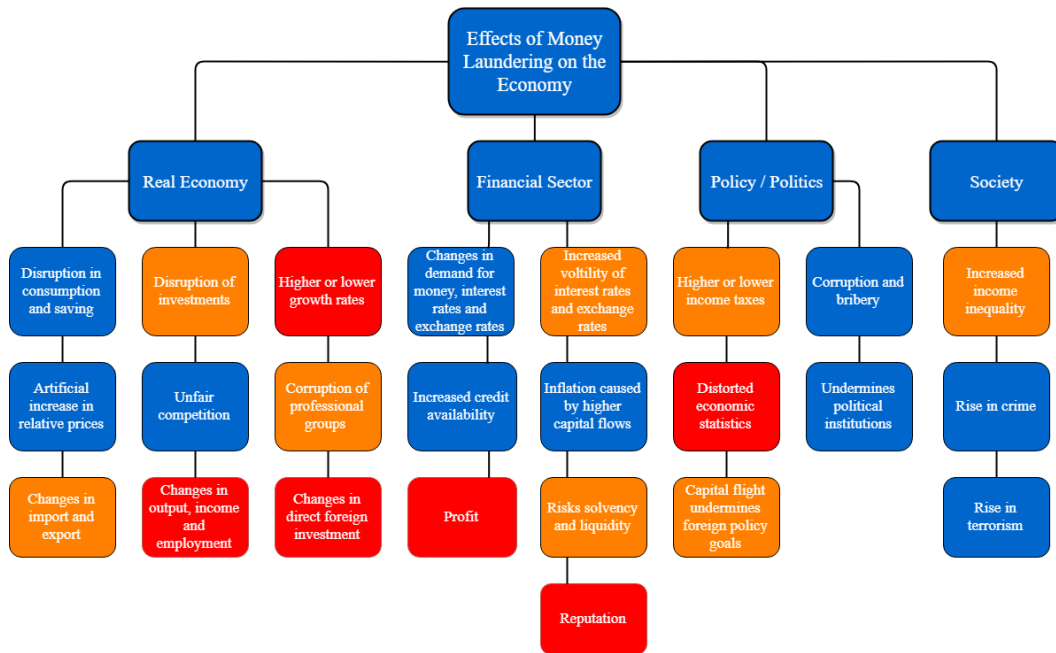 Effects of Money
Laundering on the
Economy
Real Economy
Financial Sector
Policy / Politics
Society
Disruption in
consumption
and saving
Disruption of
investments
Higher or lower
growth rates
Changes in
demand for
money, interest
rates and
exchange rates
Increased
voltility of
interest rates
and exchange
rates
Higher or lower
income taxes
Corruption and
bribery
Increased
income
inequality
Artificial
increase in
relative prices
Unfair
competition
Corruption of
professional
groups
Increased credit
availability
Inflation caused
by higher
capital flows
Distorted
economic
statistics
Undermines
political
institutions
Rise in crime
Changes in
import and
export
Changes in
output, income
and
employment
Changes in
direct foreign
investment
Profit
Risks solvency
and liquidity
Capital flight
undermines
foreign policy
goals
Rise in
terrorism
Reputation